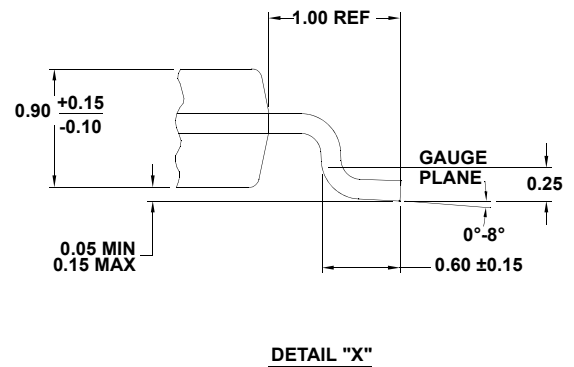 1.00 REF
0.90 +0.15
-0.10
GAUGE
PLANE
0.25
0°-8°
0.05 MIN
0.15 MAX
0.60 ±0.15
DETAIL "X"